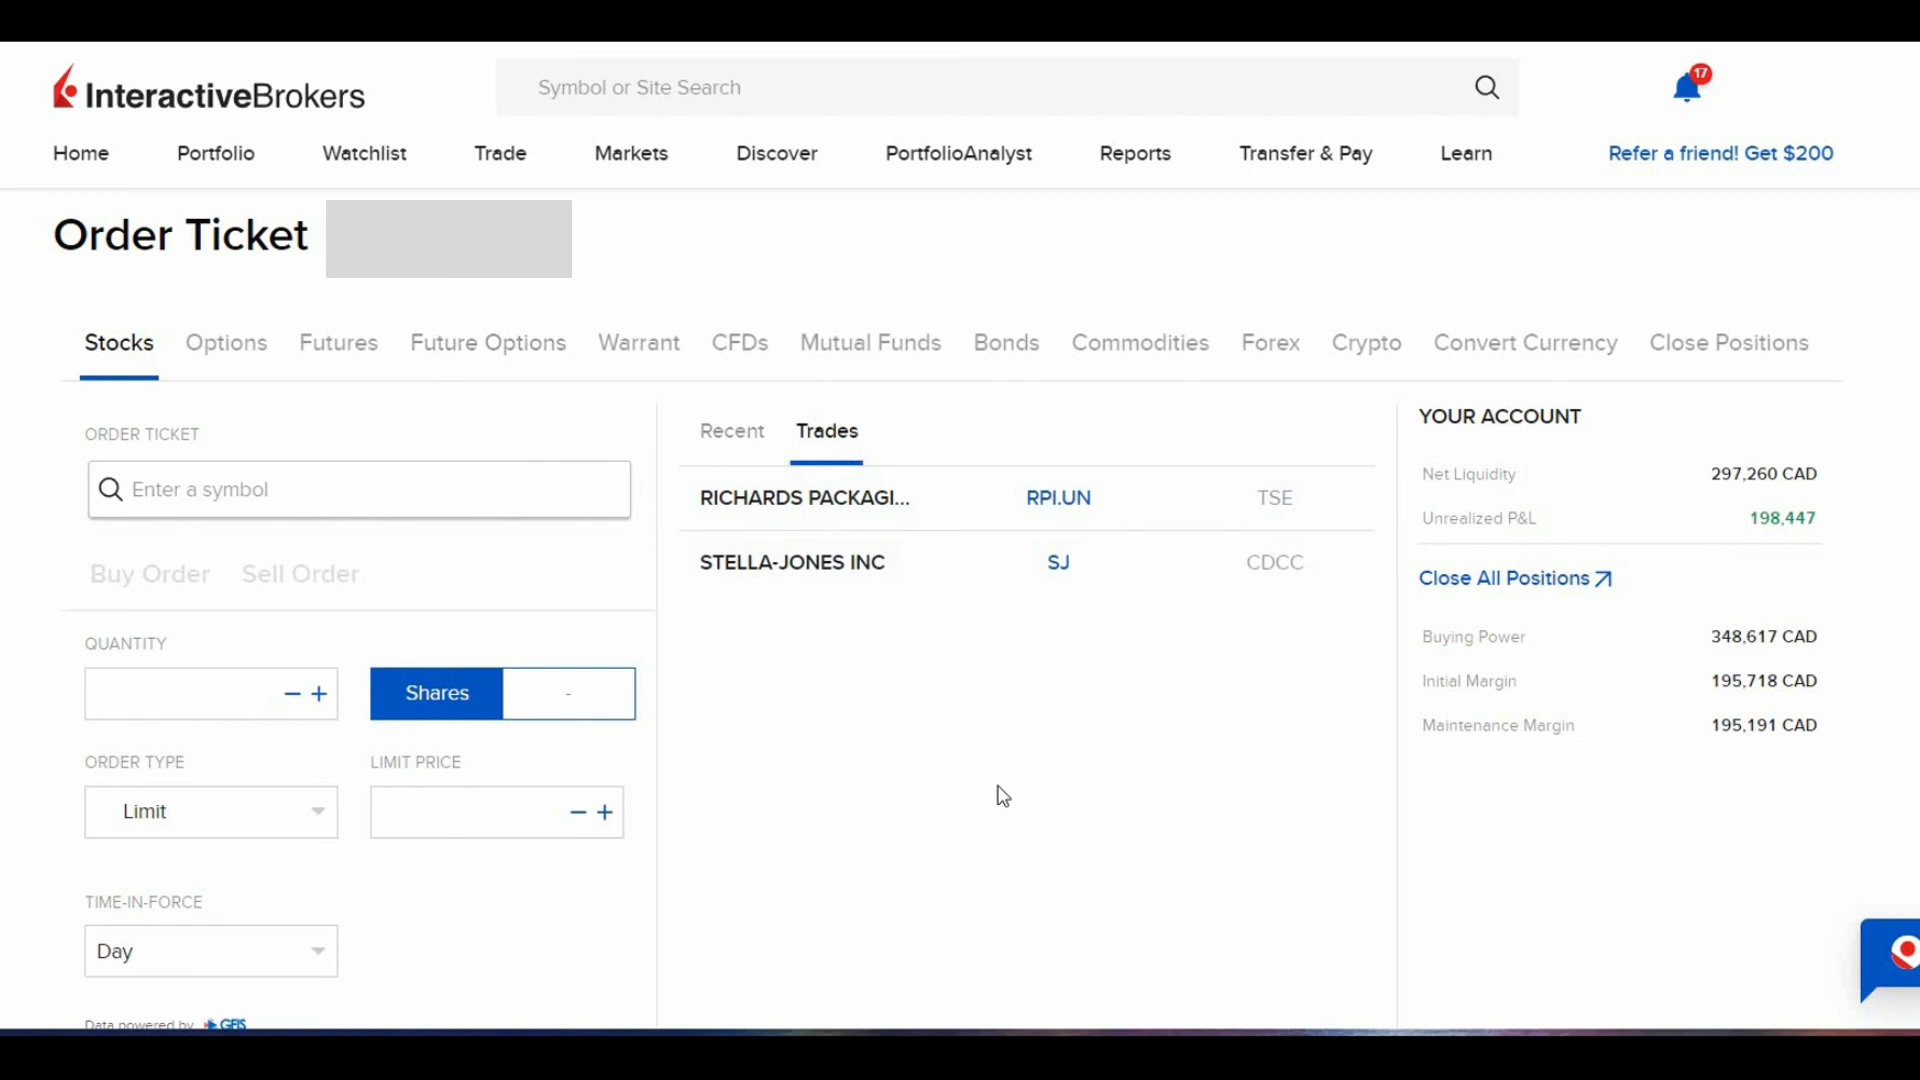 InteractiveBrokers
Symbol or Site Search
17
Home Portfolio Watchlist Trade Markets Discover PortfolioAnalyst Reports Transfer & Pay Learn Refer a friend! Get $200
Order Ticket
Stocks Options Futures Future Options Warrant CFDs Mutual Funds Bonds Commodities Forex Crypto Convert Currency Close Positions
ORDER TICKET
Enter a symbol
Buy Order Sell Order
QUANTITY
Shares -
ORDER TYPE LIMIT PRICE
Limit
TIME-IN-FORCE
Day
Data powered by GFIS
Recent Trades
RICHARDS PACKAGI... RPI.UN TSE
STELLA-JONES INC SJ CDCC
YOUR ACCOUNT
Net Liquidity 297,260 CAD
Unrealized P&L 198,447
Close All Positions
Buying Power 348,617 CAD
Initial Margin 195,718 CAD
Maintenance Margin 195,191 CAD